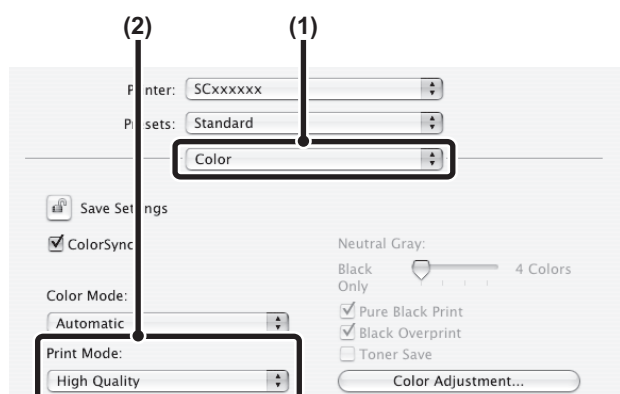 (2) (1)
Printer: SCxxxxxx
Presets: Standard
Color
Save Settings
ColorSync
Neutral Gray:
Black Only 4 Colors
Color Mode:
Automatic
Pure Black Print
Black Overprint
Print Mode:
Toner Save
High Quality
Color Adjustment...